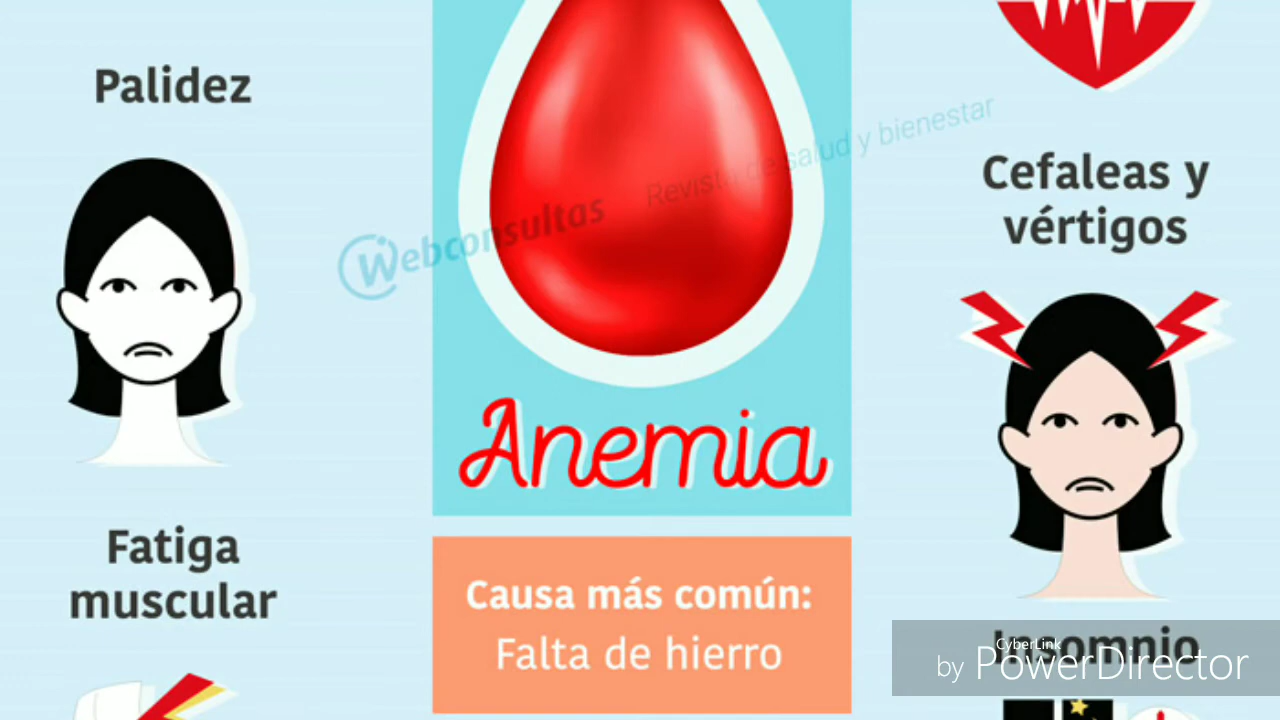 Palidez
Fatiga
muscular
Webconsultas
Revista de salud y bienestar
Anemia
Causa más común:
Falta de hierro
Cefaleas y
vértigos
Insomnio
CyberLink
by PowerDirector